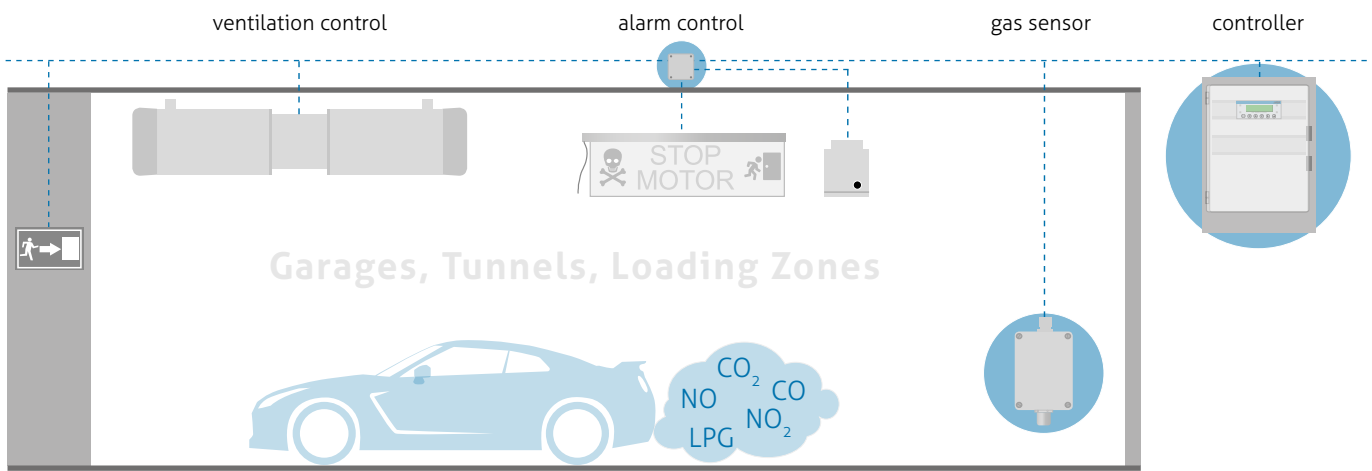 ventilation control
alarm control
gas sensor
controller
STOP
MOTOR
Garages, Tunnels, Loading Zones
CO₂
NO
CO
NO₂
LPG